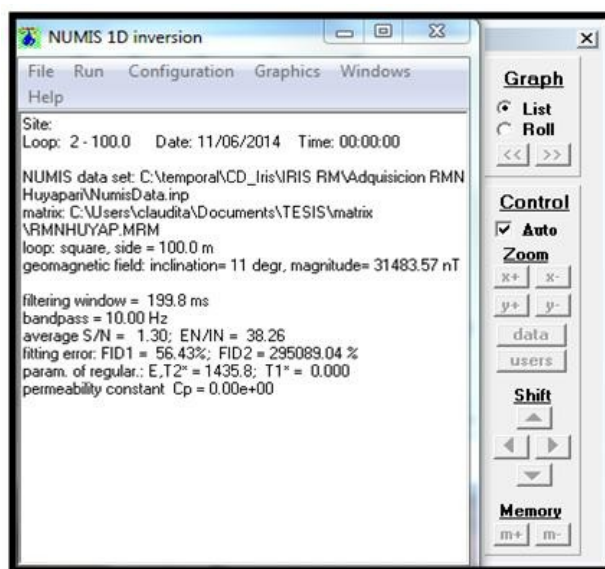 NUMIS 1D inversion
File Run Configuration Graphics Windows
Help
Site:
Loop: 2 - 100.0 Date: 11/06/2014 Time: 00:00:00
NUMIS data set: C:\temporal\CD_Iris\IRIS RM\Adquisicion RMN
Huyapari\NumisData.inp
matrix: C:\Users\claudita\Documents\TESIS\matrix
\RMNHUYAP.MRM
loop: square, side = 100.0 m
geomagnetic field: inclination= 11 degr, magnitude= 31483.57 nT
filtering window = 199.8 ms
bandpass = 10.00 Hz
average S/N = 1.30; EN/IN = 38.26
fitting error: FID1 = 56.43%; FID2 = 295089.04 %
param. of regular.: E,T2* = 1435.8; T1* = 0.000
permeability constant Cp = 0.00e+00
Graph
List
Roll
<< >>
Control
Auto
Zoom
x+ x-
y+ y-
data
users
Shift
Memory
m+ m-